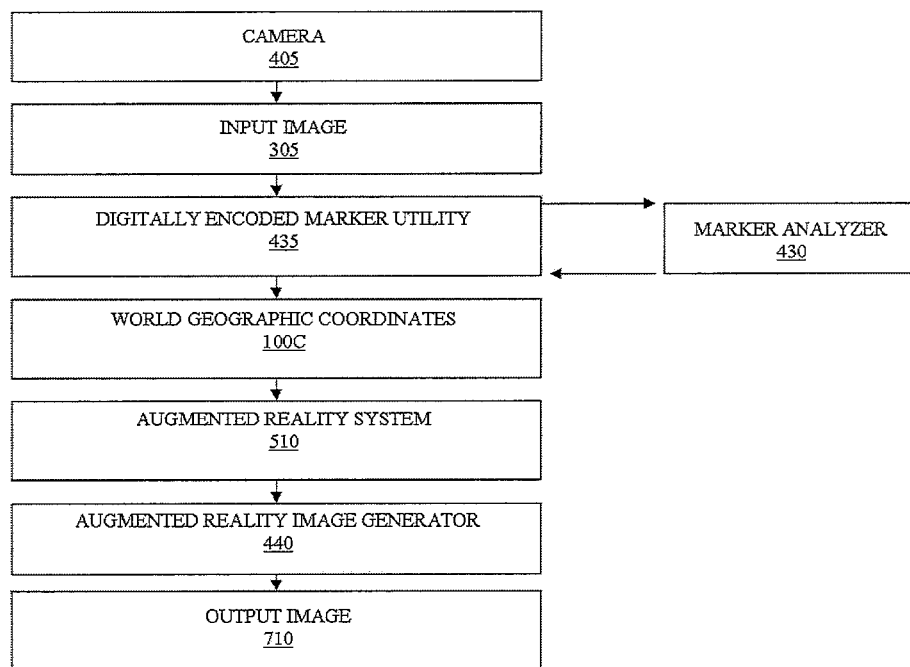 CAMERA
405
INPUT IMAGE
305
DIGITALLY ENCODED MARKER UTILITY
435
MARKER ANALYZER
430
WORLD GEOGRAPHIC COORDINATES
100C
AUGMENTED REALITY SYSTEM
510
AUGMENTED REALITY IMAGE GENERATOR
440
OUTPUT IMAGE
710